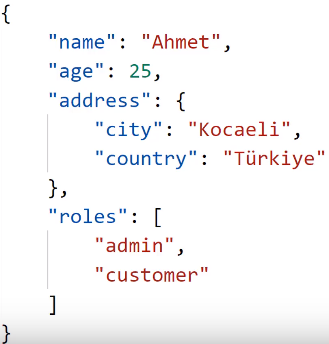 {
    "name": "Ahmet",
    "age": 25,
    "address": {
        "city": "Kocaeli",
        "country": "Türkiye"
    },
    "roles": [
        "admin",
        "customer"
    ]
}